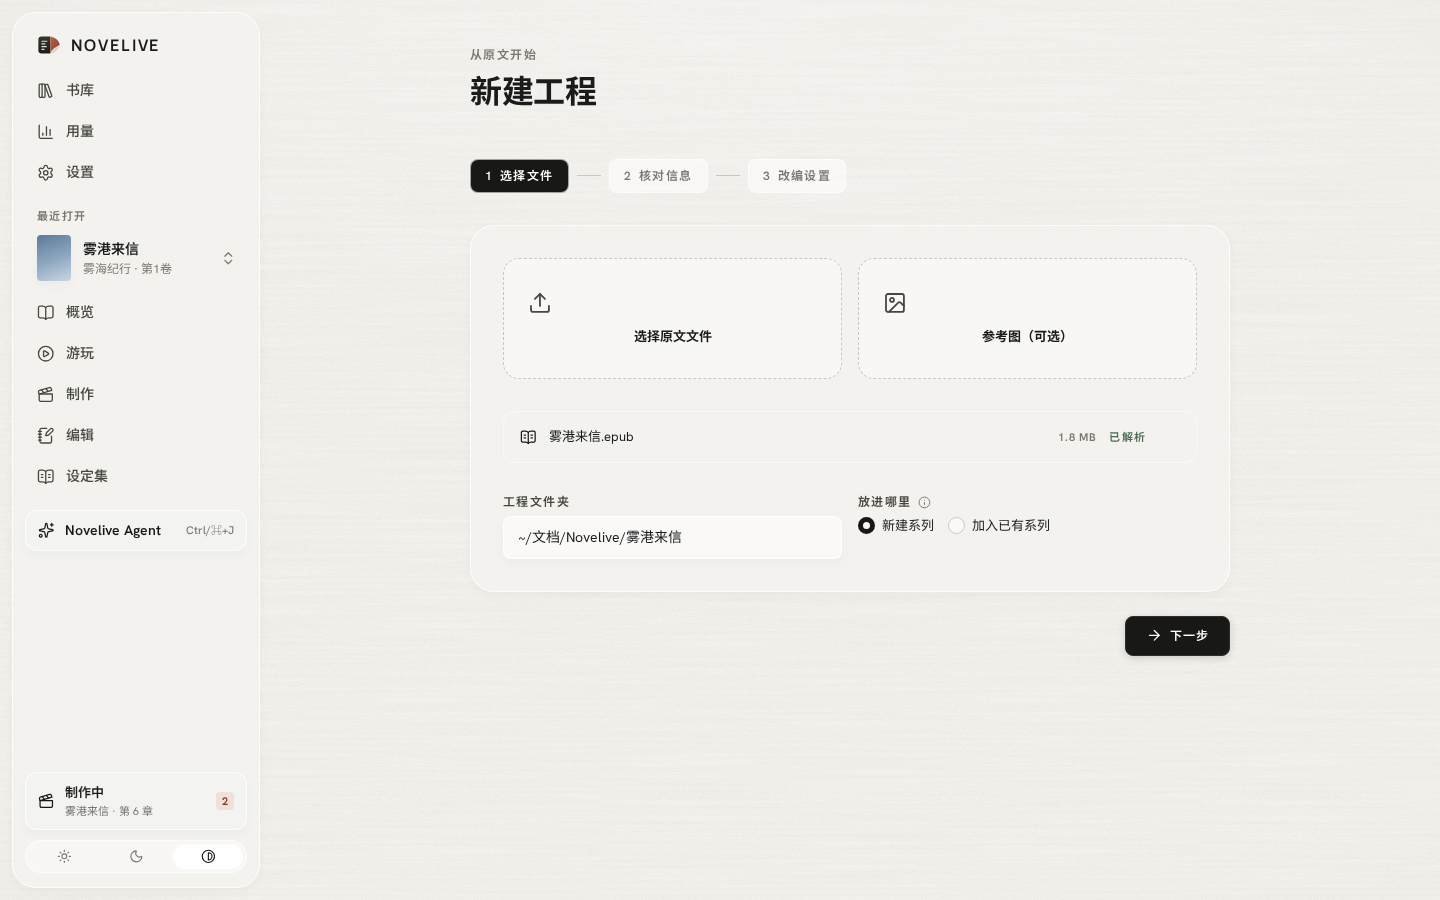 NOVELIVE
书库
用量
设置
最近打开
雾港来信
雾海纪行 · 第1卷
概览
游玩
制作
编辑
设定集
Novelive Agent Ctrl/⌘+J
制作中
雾港来信 · 第 6 章
2
从原文开始
新建工程
1 选择文件
2 核对信息
3 改编设置
选择原文文件
参考图（可选）
雾港来信.epub 1.8 MB 已解析
工程文件夹
~/文档/Novelive/雾港来信
放进哪里
新建系列 加入已有系列
下一步